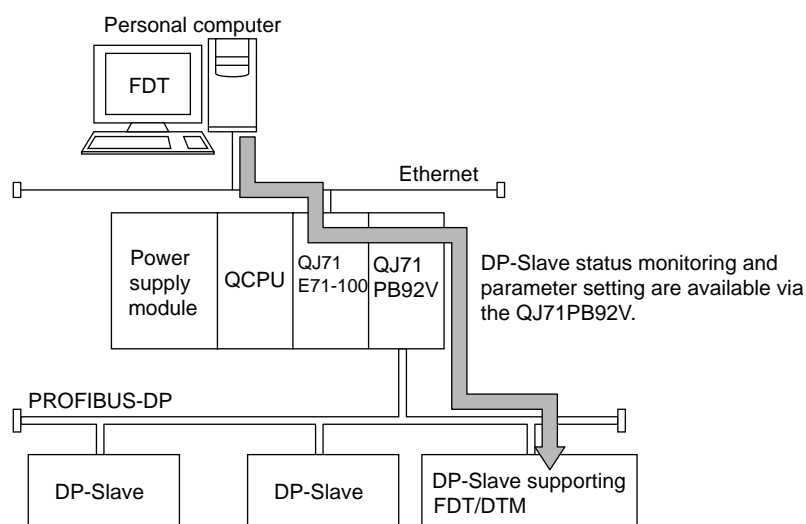 Personal computer
FDT
Ethernet
Power
supply
module
QCPU
QJ71
E71-100
QJ71
PB92V
DP-Slave status monitoring and
parameter setting are available via
the QJ71PB92V.
PROFIBUS-DP
DP-Slave
DP-Slave
DP-Slave supporting
FDT/DTM